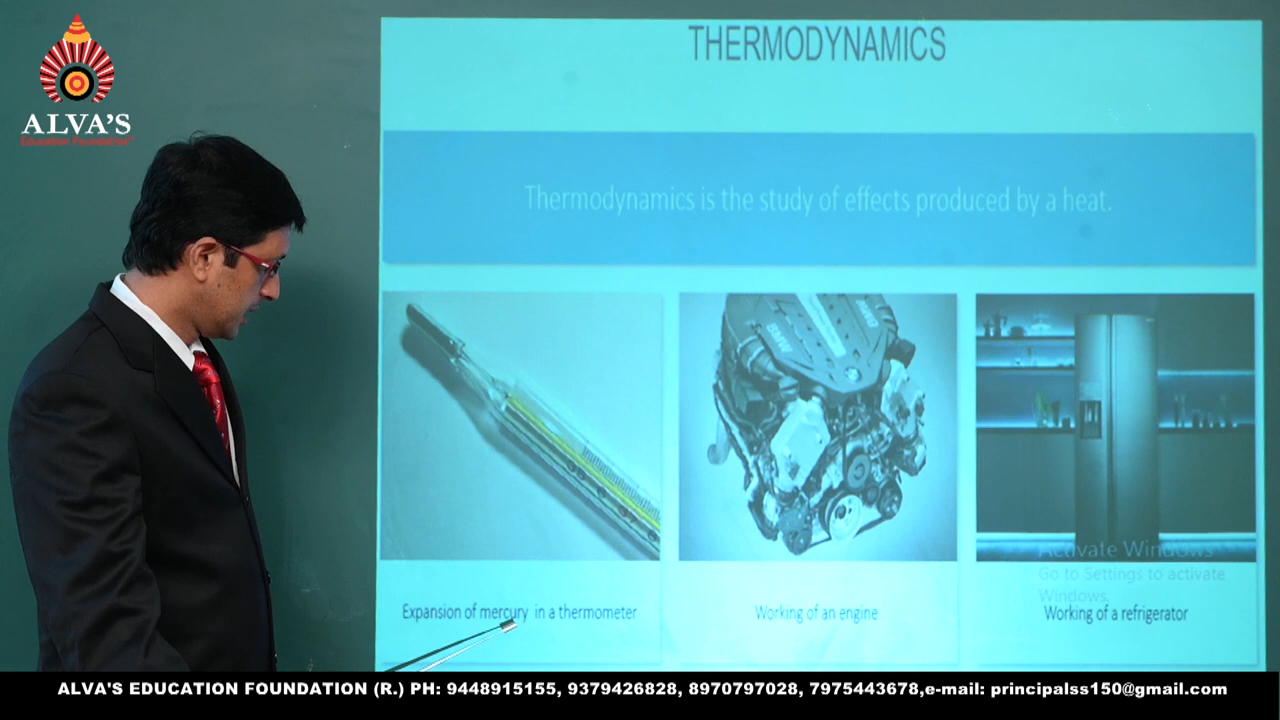 ALVA'S
Education Foundation
THERMODYNAMICS
Thermodynamics is the study of effects produced by a heat.
BMW
Expansion of mercury in a thermometer
Working of an engine
Activate Windows
Go to Settings to activate
Windows.
Working of a refrigerator
ALVA'S EDUCATION FOUNDATION (R.) PH: 9448915155, 9379426828, 8970797028, 7975443678,e-mail: principalss150@gmail.com